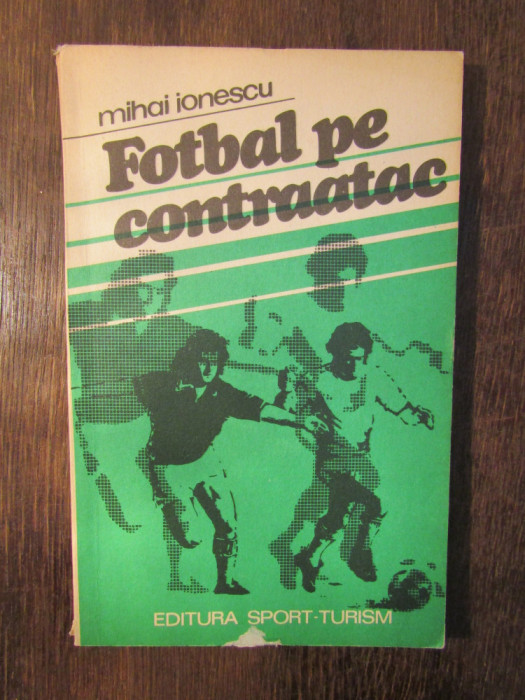 mihai ionescu
Fotbal pe
contraatac
EDITURA SPORT-TURISM